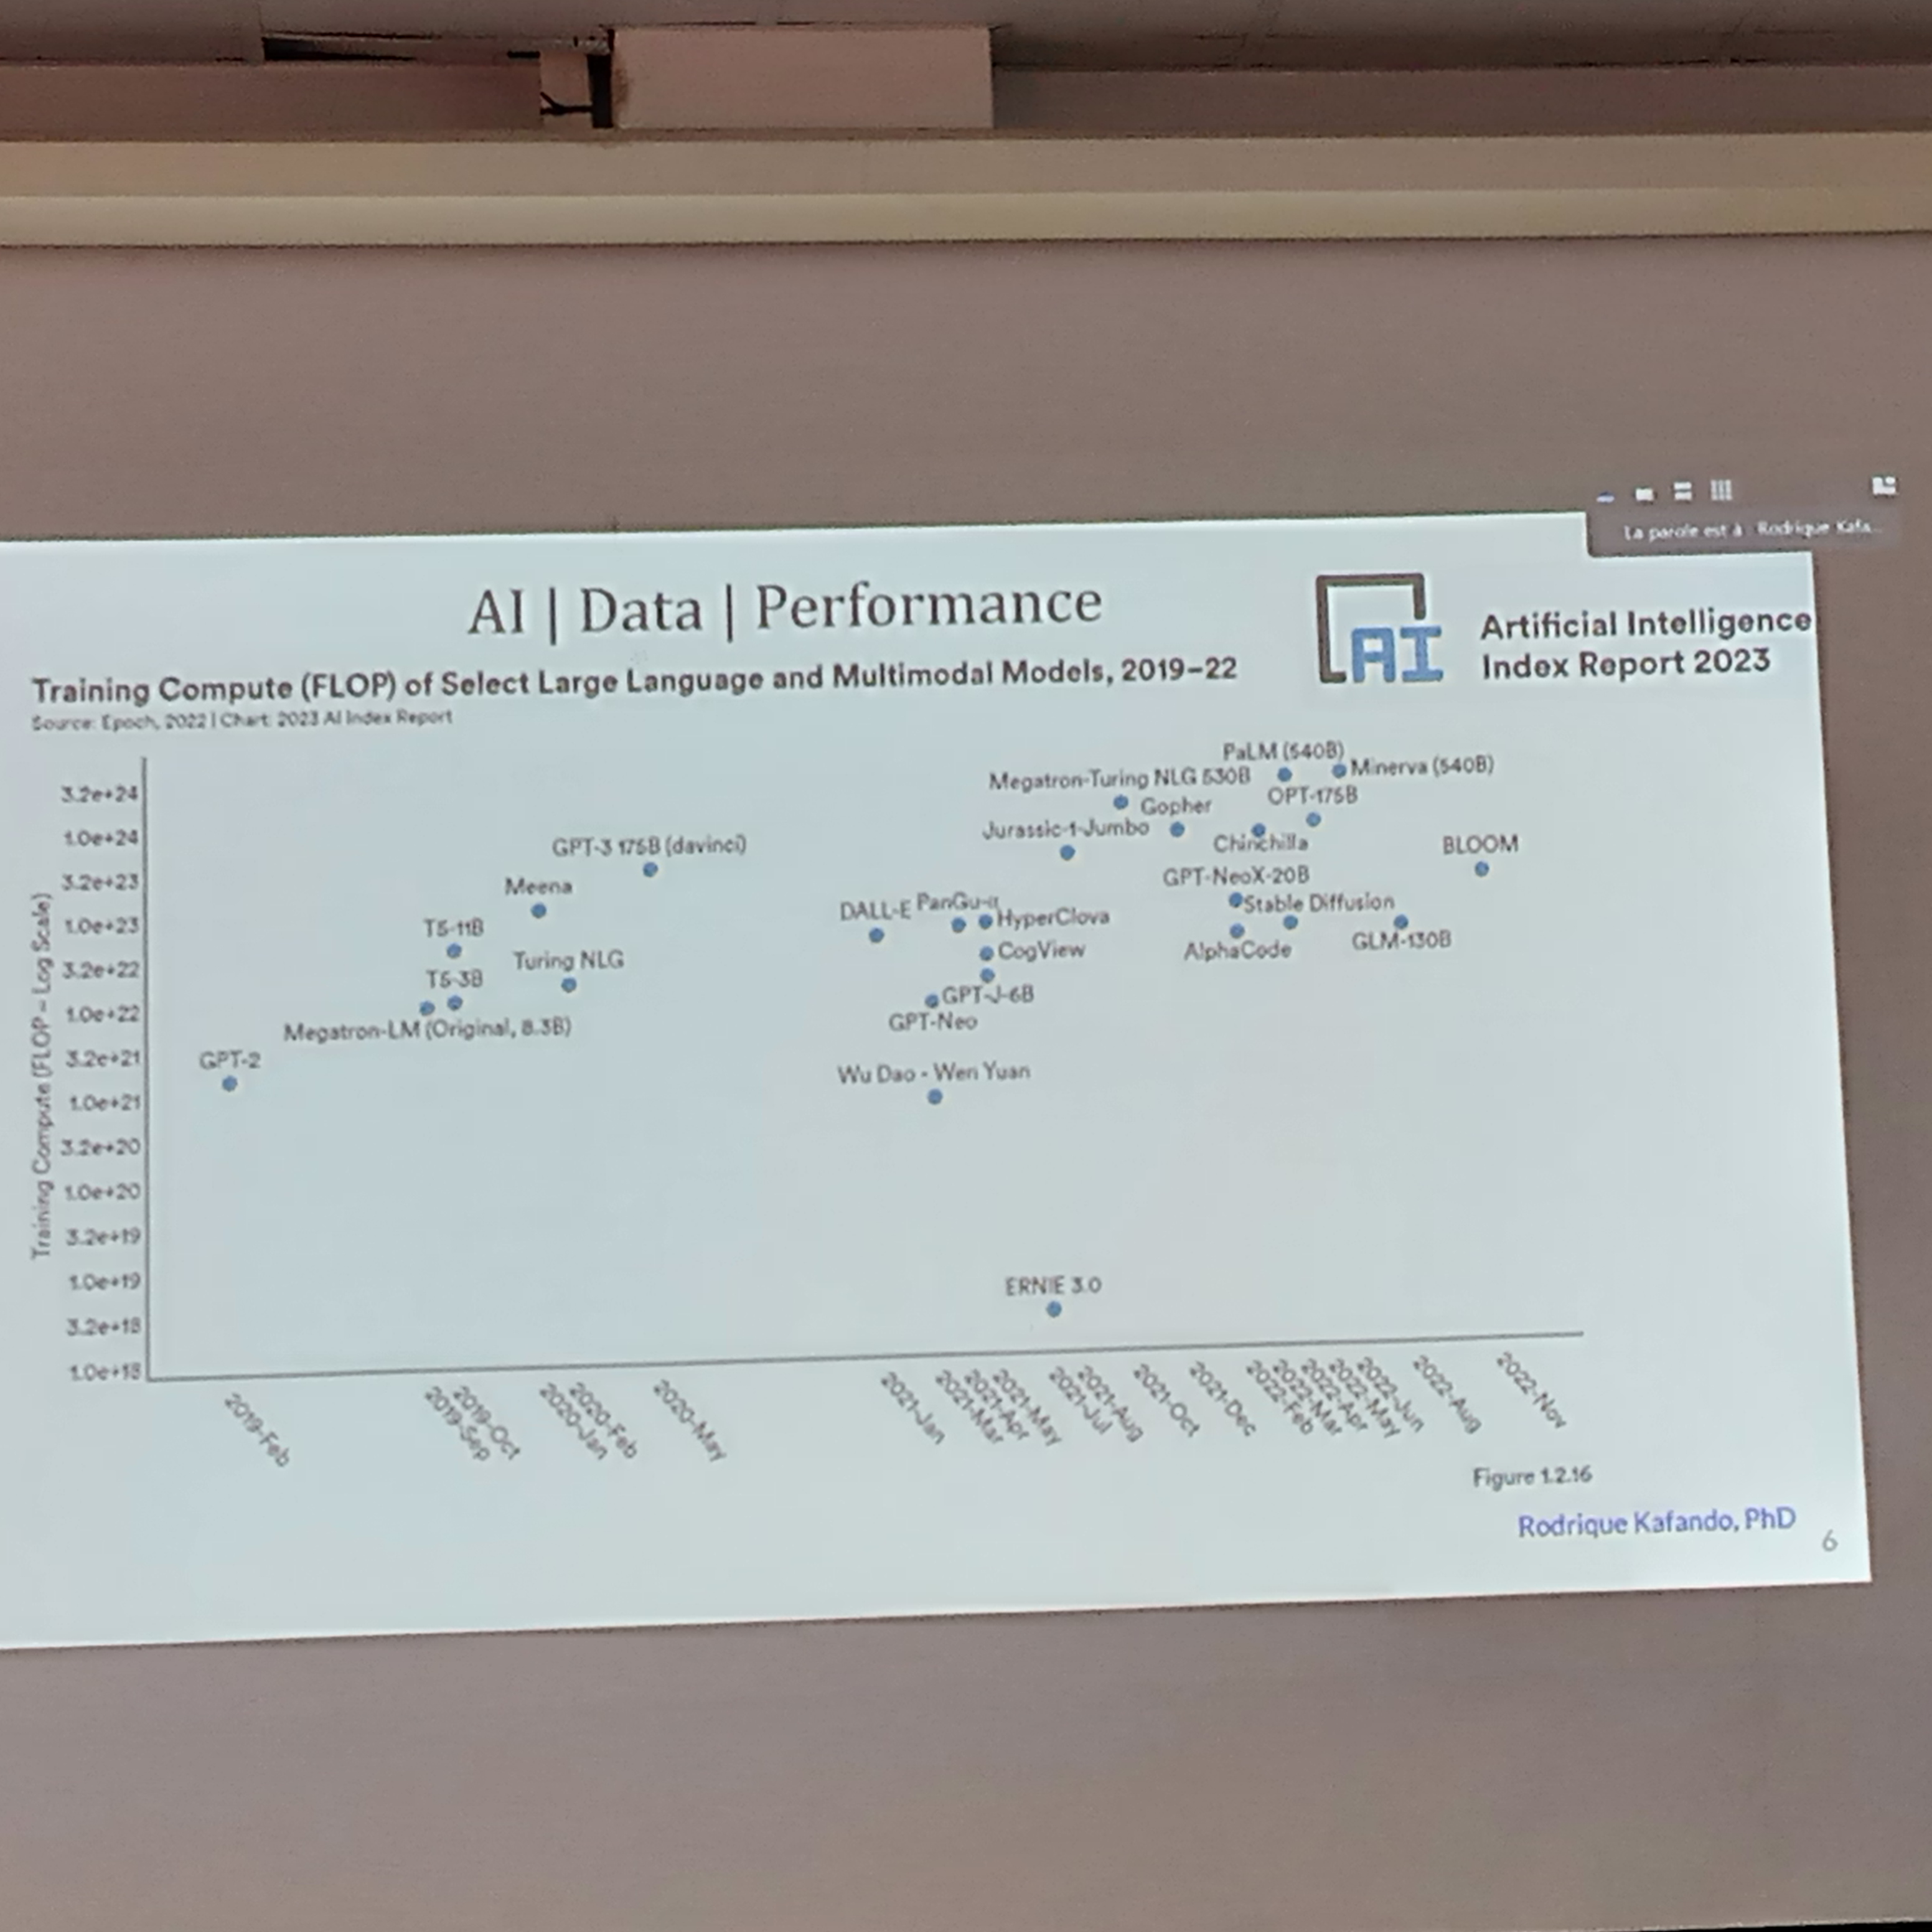 La parole est à : Rodrigue Kafa...
AI | Data | Performance
Artificial Intelligence
Index Report 2023
Training Compute (FLOP) of Select Large Language and Multimodal Models, 2019–22
Source: Epoch, 2022 | Chart: 2023 AI Index Report
Training Compute (FLOP – Log Scale)
3.2e+24
1.0e+24
3.2e+23
1.0e+23
3.2e+22
1.0e+22
3.2e+21
1.0e+21
3.2e+20
1.0e+20
3.2e+19
1.0e+19
3.2e+18
1.0e+18
GPT-2
Megatron-LM (Original, 8.3B)
T5-3B
T5-11B
Turing NLG
Meena
GPT-3 175B (davinci)
DALL-E
PanGu-α
HyperClova
CogView
GPT-J-6B
GPT-Neo
Wu Dao - Wen Yuan
ERNIE 3.0
Jurassic-1-Jumbo
Megatron-Turing NLG 530B
Gopher
PaLM (540B)
Minerva (540B)
OPT-175B
Chinchilla
GPT-NeoX-20B
Stable Diffusion
AlphaCode
GLM-130B
BLOOM
2019-Feb
2019-Sep
2019-Oct
2020-Jan
2020-Feb
2020-May
2021-Jan
2021-Mar
2021-Apr
2021-May
2021-Jul
2021-Aug
2021-Oct
2021-Dec
2022-Feb
2022-Mar
2022-Apr
2022-May
2022-Jun
2022-Aug
2022-Nov
Figure 1.2.16
Rodrique Kafando, PhD
6